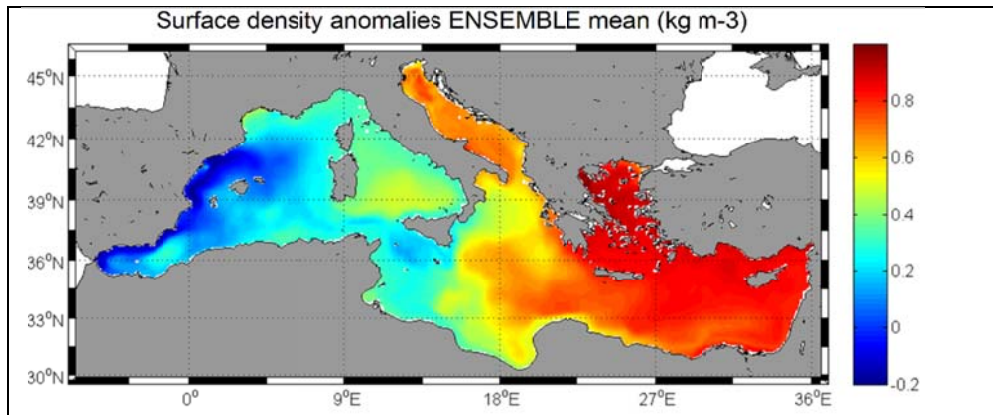 Surface density anomalies ENSEMBLE mean (kg m-3)
45°N
42°N
39°N
36°N
33°N
30°N
0°
9°E
18°E
27°E
36°E
0.8
0.6
0.4
0.2
0
-0.2